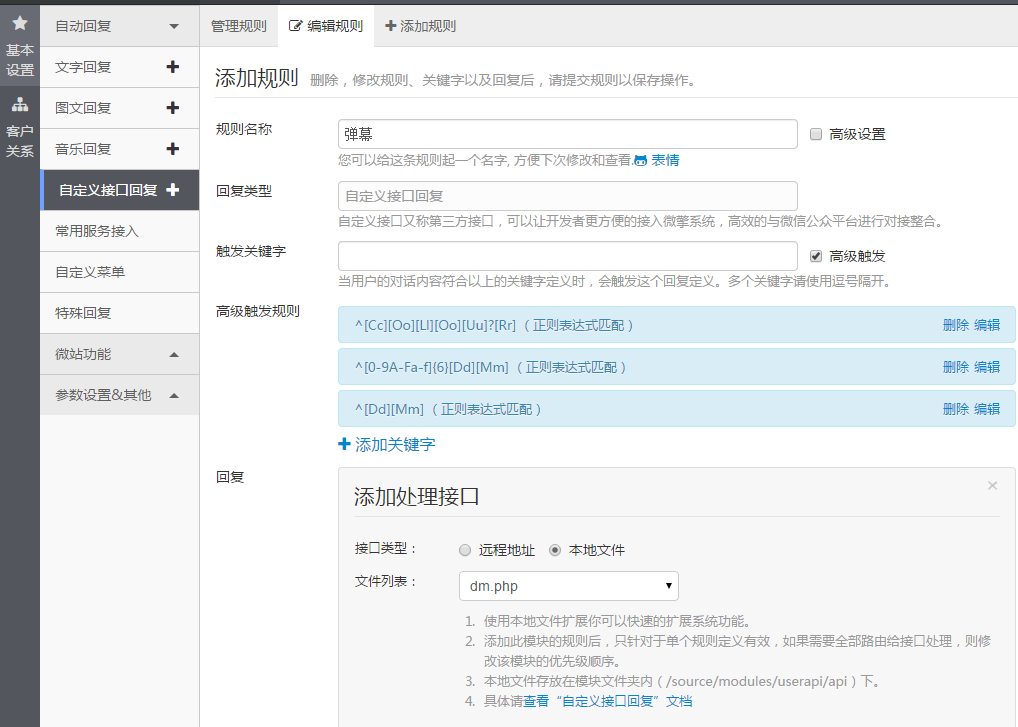 基本
设置
客户
关系
自动回复
文字回复
图文回复
音乐回复
自定义接口回复
常用服务接入
自定义菜单
特殊回复
微站功能
参数设置&其他
管理规则 编辑规则 添加规则
添加规则 删除，修改规则、关键字以及回复后，请提交规则以保存操作。
规则名称 弹幕 高级设置
您可以给这条规则起一个名字, 方便下次修改和查看. 表情
回复类型 自定义接口回复
自定义接口又称第三方接口，可以让开发者更方便的接入微擎系统，高效的与微信公众平台进行对接整合。
触发关键字 高级触发
当用户的对话内容符合以上的关键字定义时，会触发这个回复定义。多个关键字请使用逗号隔开。
高级触发规则 ^[Cc][Oo][Ll][Oo][Uu]?[Rr] （正则表达式匹配） 删除 编辑
^[0-9A-Fa-f]{6}[Dd][Mm] （正则表达式匹配） 删除 编辑
^[Dd][Mm] （正则表达式匹配） 删除 编辑
添加关键字
回复
添加处理接口 ×
接口类型： 远程地址 本地文件
文件列表： dm.php
1. 使用本地文件扩展你可以快速的扩展系统功能。
2. 添加此模块的规则后，只针对于单个规则定义有效，如果需要全部路由给接口处理，则修
改该模块的优先级顺序。
3. 本地文件存放在模块文件夹内（/source/modules/userapi/api）下。
4. 具体请查看“自定义接口回复”文档